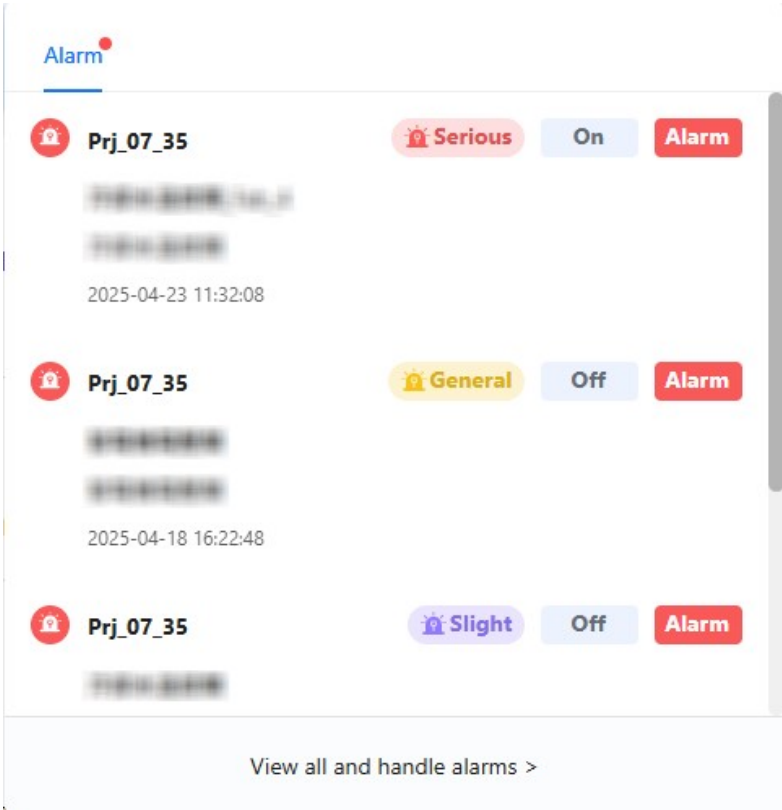 Alarm
Prj_07_35 Serious On Alarm
2025-04-23 11:32:08
Prj_07_35 General Off Alarm
2025-04-18 16:22:48
Prj_07_35 Slight Off Alarm
View all and handle alarms >